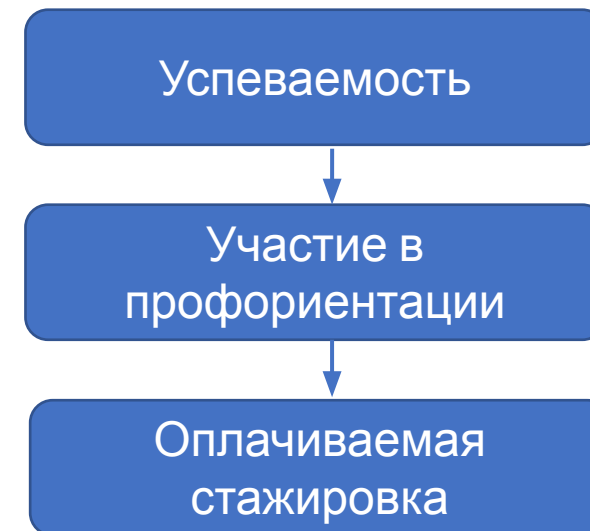 Успеваемость
Участие в
профориентации
Оплачиваемая
стажировка